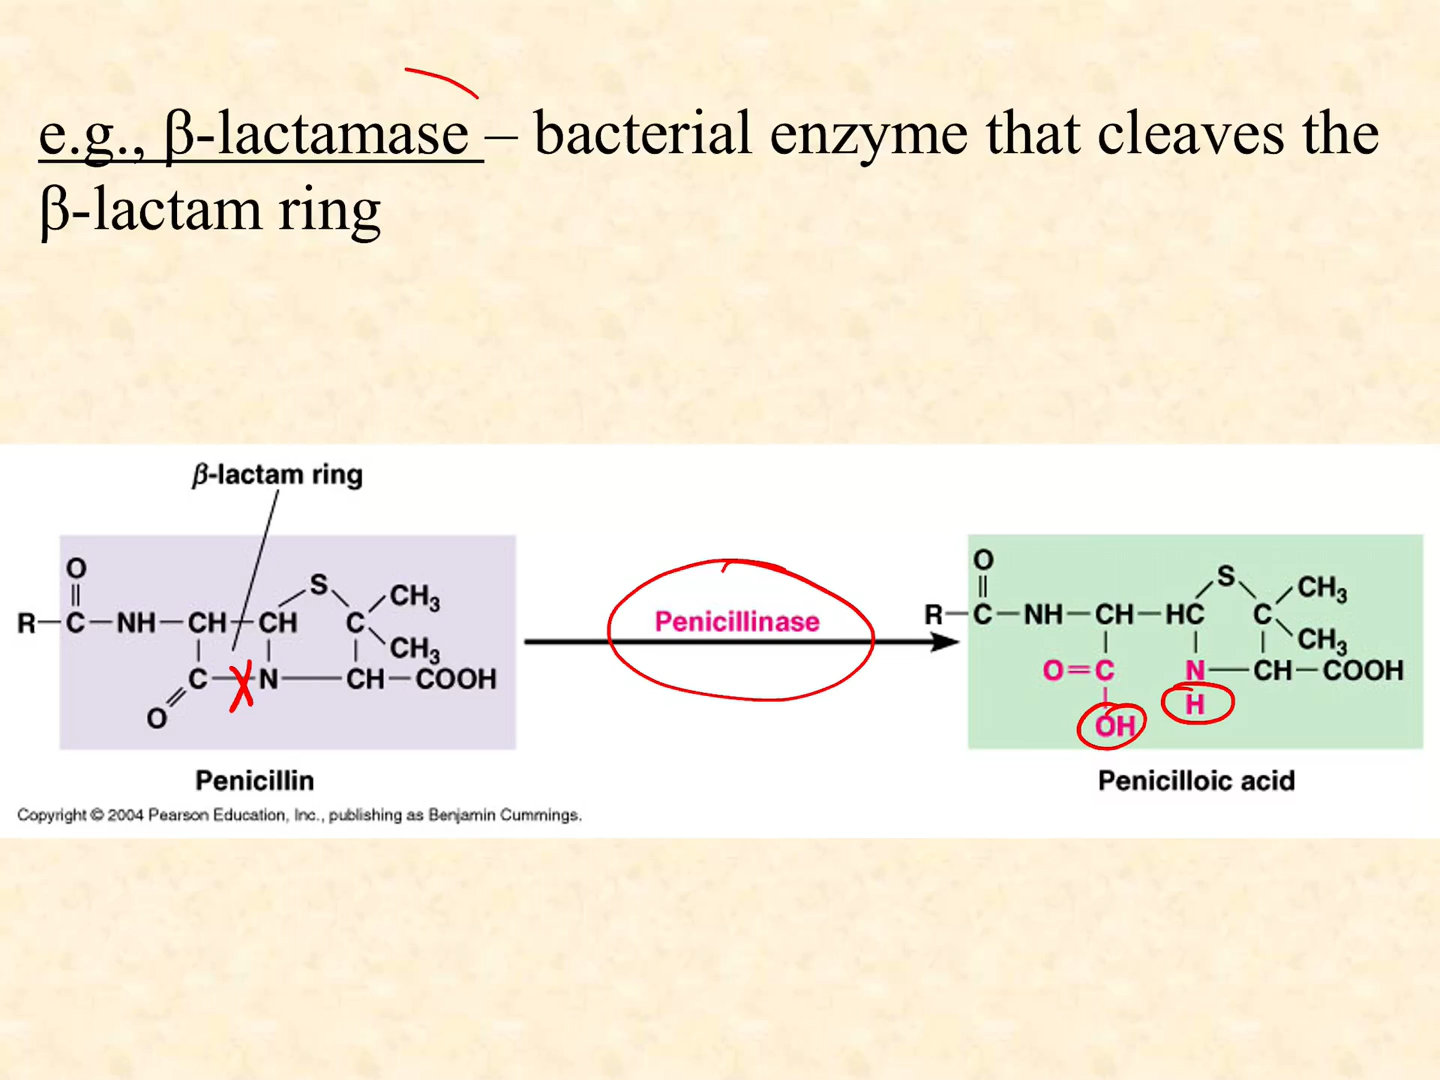 e.g., β-lactamase – bacterial enzyme that cleaves the
β-lactam ring
β-lactam ring
O
S
CH₃
R–C–NH–CH–CH
C
CH₃
C–N–CH–COOH
O
Penicillin
Penicillinase
O
S
CH₃
R–C–NH–CH–HC
C
CH₃
O=C
N–CH–COOH
H
OH
Penicilloic acid
Copyright © 2004 Pearson Education, Inc., publishing as Benjamin Cummings.